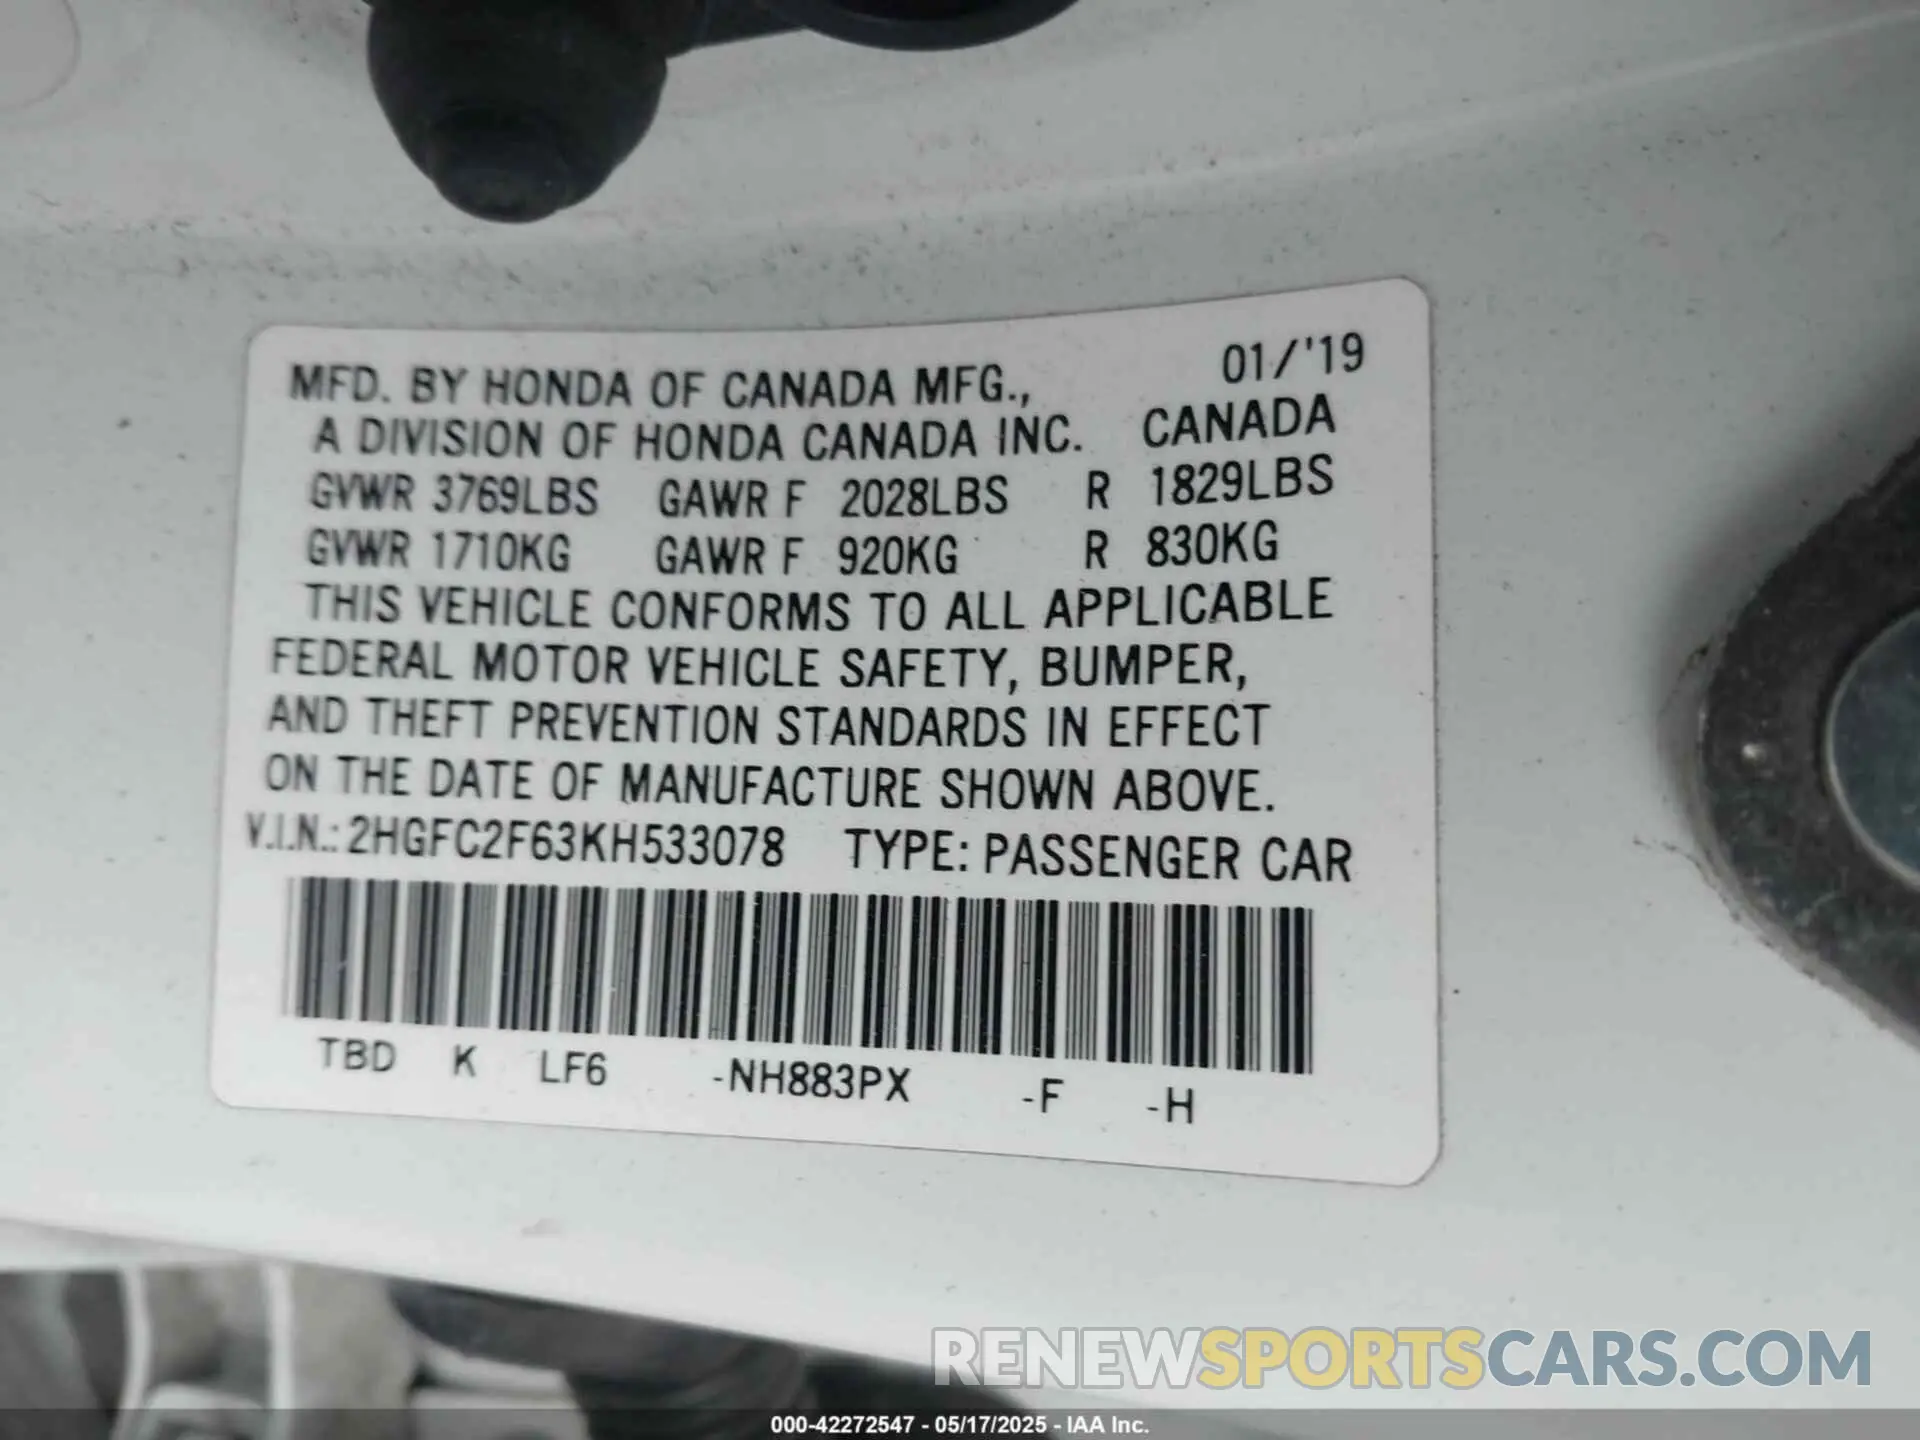 MFD. BY HONDA OF CANADA MFG., 01/'19
A DIVISION OF HONDA CANADA INC. CANADA
GVWR 3769LBS GAWR F 2028LBS R 1829LBS
GVWR 1710KG GAWR F 920KG R 830KG
THIS VEHICLE CONFORMS TO ALL APPLICABLE
FEDERAL MOTOR VEHICLE SAFETY, BUMPER,
AND THEFT PREVENTION STANDARDS IN EFFECT
ON THE DATE OF MANUFACTURE SHOWN ABOVE.
V.I.N.: 2HGFC2F63KH533078 TYPE: PASSENGER CAR
TBD K LF6 -NH883PX -F -H
RENEWSPORTSCARS.COM
000-42272547 - 05/17/2025 - IAA Inc.